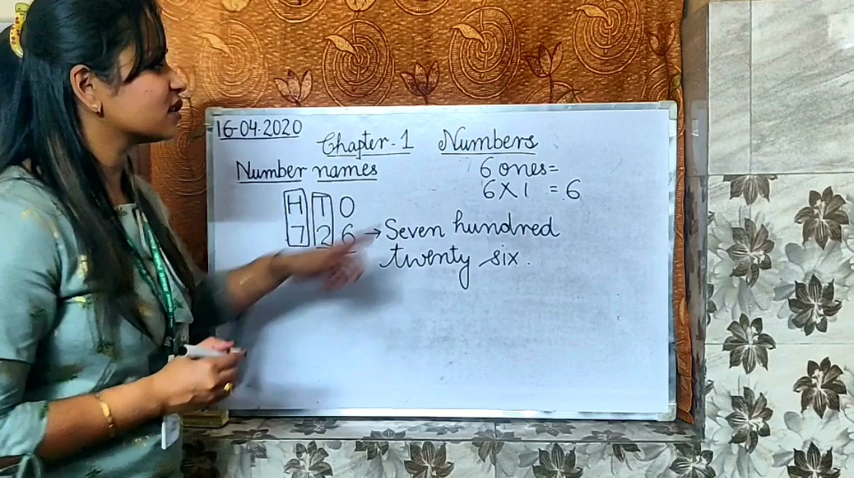 16-04-2020
Chapter-1 Numbers
Number names
6 ones=
6 X 1 = 6
H T O
7 2 6 → Seven hundred
twenty six.